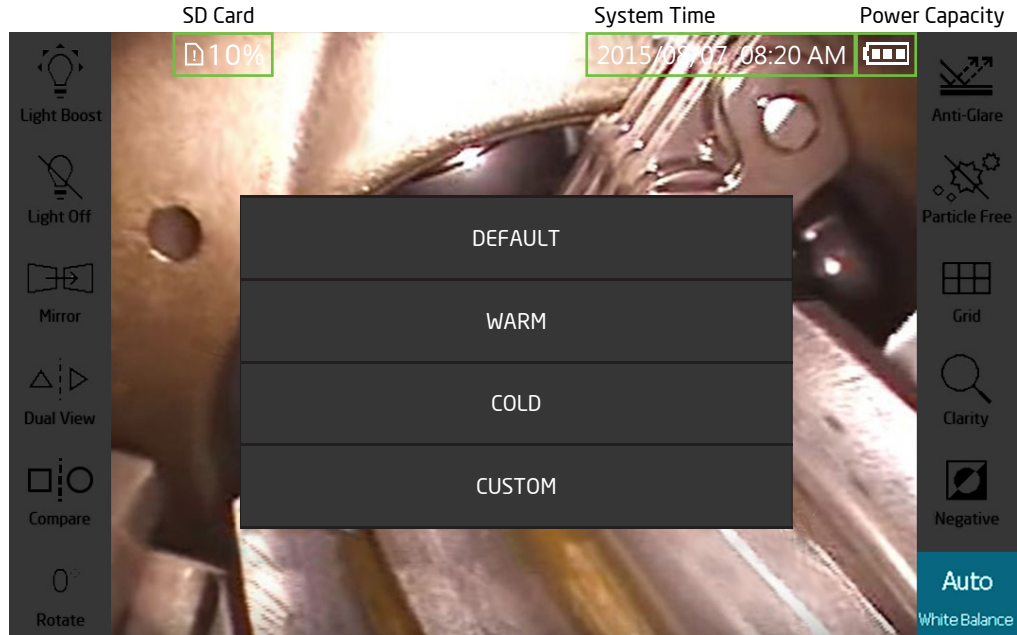 SD Card
System Time
Power Capacity
10%
2015/08/07 08:20 AM
Light Boost
Anti-Glare
Light Off
Particle Free
DEFAULT
Mirror
WARM
Grid
Dual View
COLD
Clarity
Compare
CUSTOM
Negative
0°
Rotate
Auto
White Balance